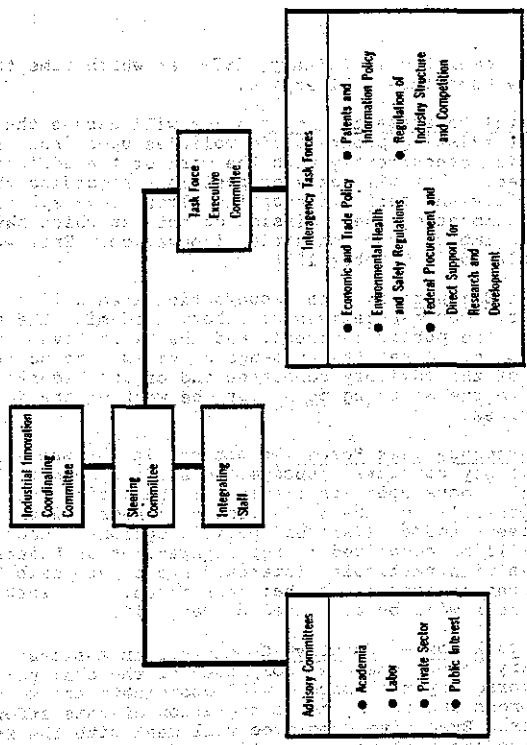 Industrial Innovation
Coordinating
Committee
Steering
Committee
Integrating
Staff
Task Force
Executive
Committee
Advisory Committees
● Academia
● Labor
● Private Sector
● Public Interest
Interagency Task Forces
● Economic and Trade Policy
● Environmental Health
and Safety Regulations
● Federal Procurement and
Direct Support for
Research and
Development
● Patents and
Information Policy
● Regulation of
Industry Structure
and Competition